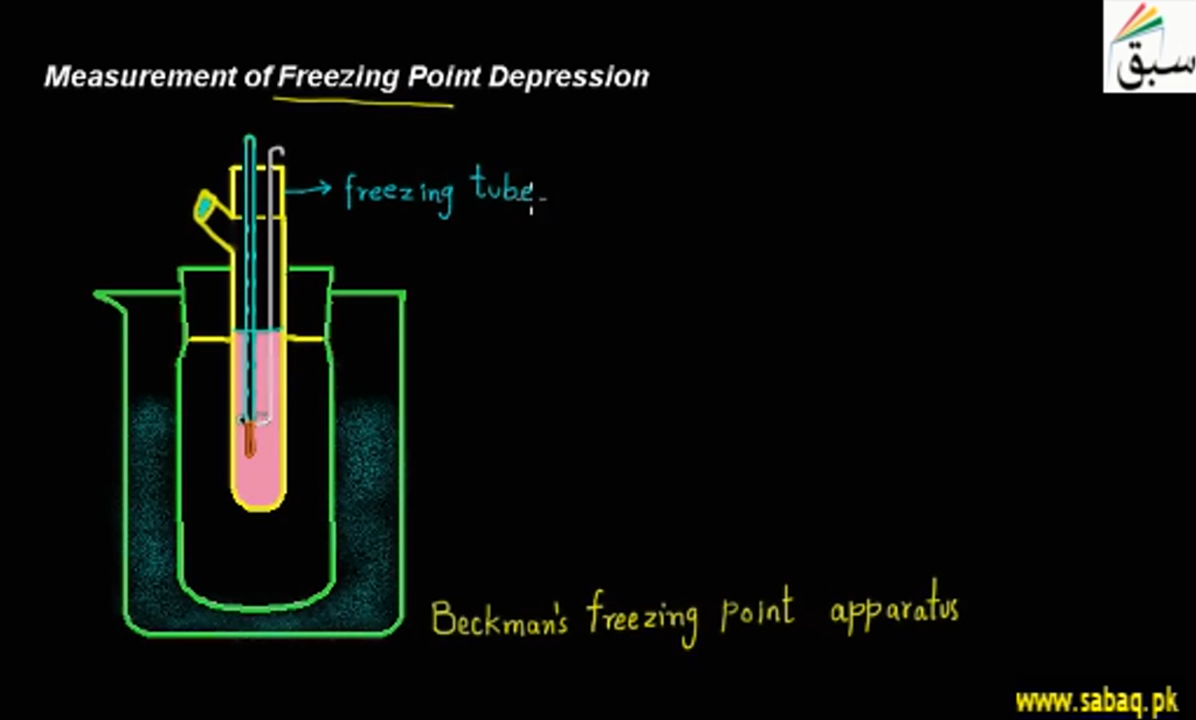 سبق
Measurement of Freezing Point Depression
freezing tube
Beckman's freezing point apparatus
www.sabaq.pk